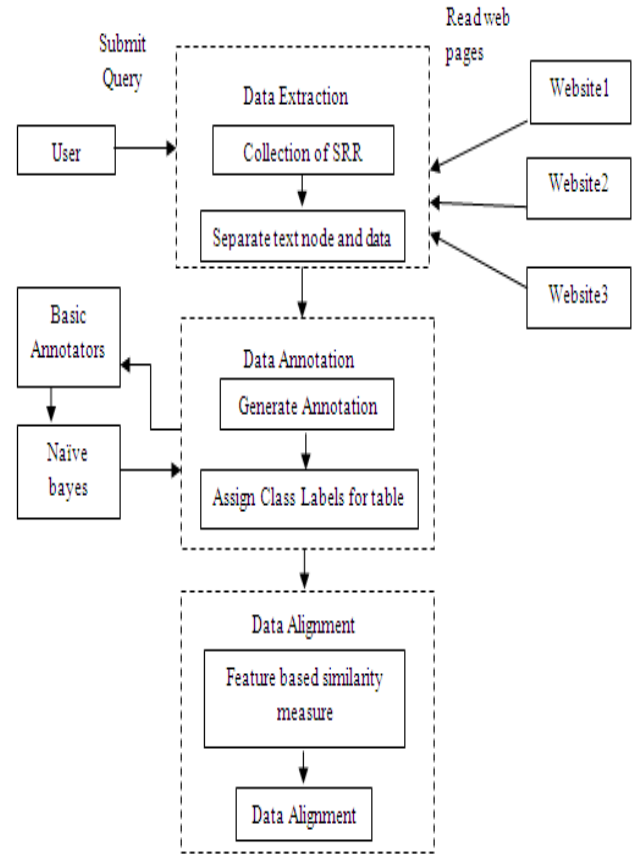 Submit
Query
Read web
pages
Data Extraction
Website1
User
Collection of SRR
Website2
Separate text node and data
Website3
Basic
Annotators
Data Annotation
Generate Annotation
Naïve
bayes
Assign Class Labels for table
Data Alignment
Feature based similarity
measure
Data Alignment